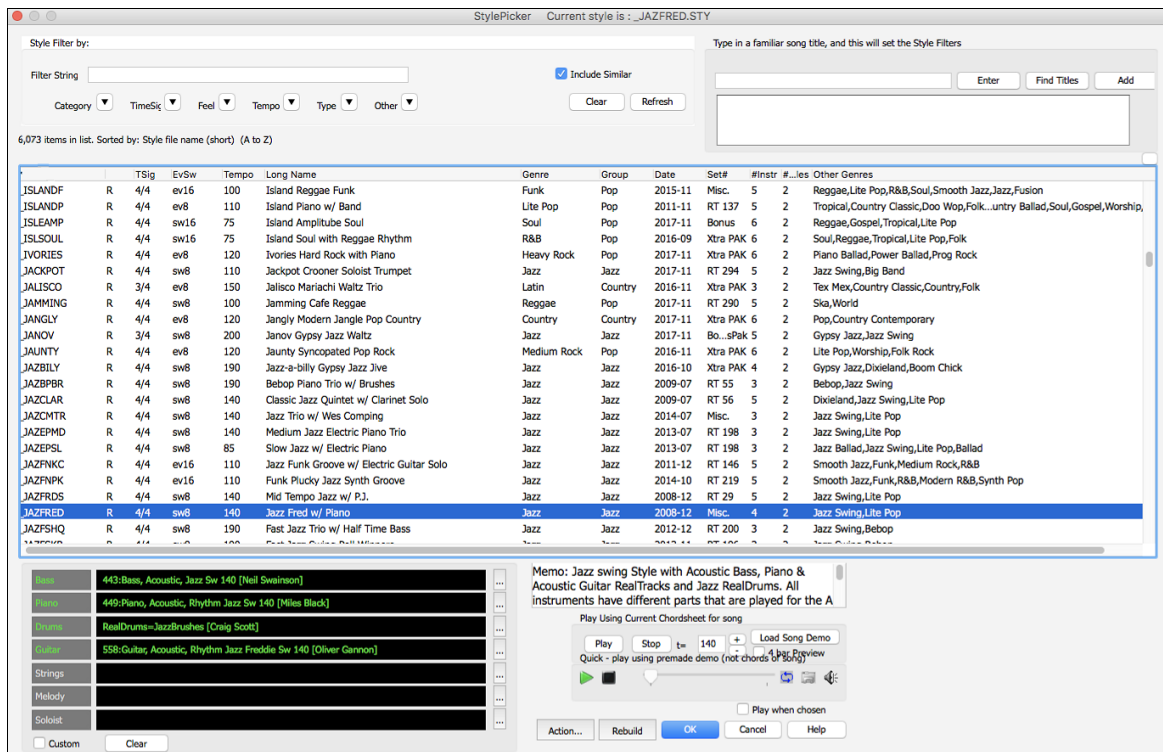 StylePicker Current style is : _JAZFRED.STY
Style Filter by:
Type in a familiar song title, and this will set the Style Filters
Filter String
Include Similar
Enter Find Titles Add
Category TimeSig Feel Tempo Type Other Clear Refresh
6,073 items in list. Sorted by: Style file name (short) (A to Z)
TSig EvSw Tempo Long Name Genre Group Date Set# #Instr #...les Other Genres
_ISLANDF R 4/4 ev16 100 Island Reggae Funk Funk Pop 2015-11 Misc. 5 2 Reggae,Lite Pop,R&B,Soul,Smooth Jazz,Jazz,Fusion
_ISLANDP R 4/4 ev8 110 Island Piano w/ Band Lite Pop Pop 2011-11 RT 137 5 2 Tropical,Country Classic,Doo Wop,Folk...untry Ballad,Soul,Gospel,Worship,
_ISLEAMP R 4/4 sw16 75 Island Amplitube Soul Soul Pop 2017-11 Bonus 6 2 Reggae,Gospel,Tropical,Lite Pop
_ISLSOUL R 4/4 sw16 75 Island Soul with Reggae Rhythm R&B Pop 2016-09 Xtra PAK 6 2 Soul,Reggae,Tropical,Lite Pop,Folk
_IVORIES R 4/4 ev8 120 Ivories Hard Rock with Piano Heavy Rock Pop 2017-11 Xtra PAK 6 2 Piano Ballad,Power Ballad,Prog Rock
_JACKPOT R 4/4 sw8 110 Jackpot Crooner Soloist Trumpet Jazz Jazz 2017-11 RT 294 5 2 Jazz Swing,Big Band
_JALISCO R 3/4 ev8 150 Jalisco Mariachi Waltz Trio Latin Country 2016-11 Xtra PAK 3 2 Tex Mex,Country Classic,Country,Folk
_JAMMING R 4/4 sw8 100 Jamming Cafe Reggae Reggae Pop 2017-11 RT 290 5 2 Ska,World
_JANGLY R 4/4 ev8 120 Jangly Modern Jangle Pop Country Country Country 2017-11 Xtra PAK 6 2 Pop,Country Contemporary
_JANOV R 3/4 sw8 200 Janov Gypsy Jazz Waltz Jazz Jazz 2017-11 Bo...sPak 5 2 Gypsy Jazz,Jazz Swing
_JAUNTY R 4/4 ev8 120 Jaunty Syncopated Pop Rock Medium Rock Pop 2016-11 Xtra PAK 6 2 Lite Pop,Worship,Folk Rock
_JAZBILY R 4/4 sw8 190 Jazz-a-billy Gypsy Jazz Jive Jazz Jazz 2016-10 Xtra PAK 4 2 Gypsy Jazz,Dixieland,Boom Chick
_JAZBPBR R 4/4 sw8 190 Bebop Piano Trio w/ Brushes Jazz Jazz 2009-07 RT 55 3 2 Bebop,Jazz Swing
_JAZCLAR R 4/4 sw8 140 Classic Jazz Quintet w/ Clarinet Solo Jazz Jazz 2009-07 RT 56 5 2 Dixieland,Jazz Swing,Lite Pop
_JAZCMTR R 4/4 sw8 140 Jazz Trio w/ Wes Comping Jazz Jazz 2014-07 Misc. 3 2 Jazz Swing,Lite Pop
_JAZEPMD R 4/4 sw8 140 Medium Jazz Electric Piano Trio Jazz Jazz 2013-07 RT 198 3 2 Jazz Swing,Lite Pop
_JAZEPSL R 4/4 sw8 85 Slow Jazz w/ Electric Piano Jazz Jazz 2013-07 RT 198 3 2 Jazz Ballad,Jazz Swing,Lite Pop,Ballad
_JAZFNKC R 4/4 ev16 110 Jazz Funk Groove w/ Electric Guitar Solo Jazz Jazz 2011-12 RT 146 5 2 Smooth Jazz,Funk,Medium Rock,R&B
_JAZFNPK R 4/4 ev16 110 Funk Plucky Jazz Synth Groove Jazz Jazz 2014-10 RT 219 5 2 Smooth Jazz,Funk,R&B,Modern R&B,Synth Pop
_JAZFRDS R 4/4 sw8 140 Mid Tempo Jazz w/ P.J. Jazz Jazz 2008-12 RT 29 5 2 Jazz Swing,Lite Pop
_JAZFRED R 4/4 sw8 140 Jazz Fred w/ Piano Jazz Jazz 2008-12 Misc. 4 2 Jazz Swing,Lite Pop
_JAZFSHQ R 4/4 sw8 190 Fast Jazz Trio w/ Half Time Bass Jazz Jazz 2012-12 RT 200 3 2 Jazz Swing,Bebop
Bass 443:Bass, Acoustic, Jazz Sw 140 [Neil Swainson] ...
Piano 449:Piano, Acoustic, Rhythm Jazz Sw 140 [Miles Black] ...
Drums RealDrums=JazzBrushes [Craig Scott] ...
Guitar 558:Guitar, Acoustic, Rhythm Jazz Freddie Sw 140 [Oliver Gannon] ...
Strings ...
Melody ...
Soloist ...
Custom Clear
Memo: Jazz swing Style with Acoustic Bass, Piano &
Acoustic Guitar RealTracks and Jazz RealDrums. All
instruments have different parts that are played for the A
Play Using Current Chordsheet for song
Play Stop t= 140 + - Load Song Demo
4 bar Preview
Quick - play using premade demo (not chords of song)
Play when chosen
Action... Rebuild OK Cancel Help